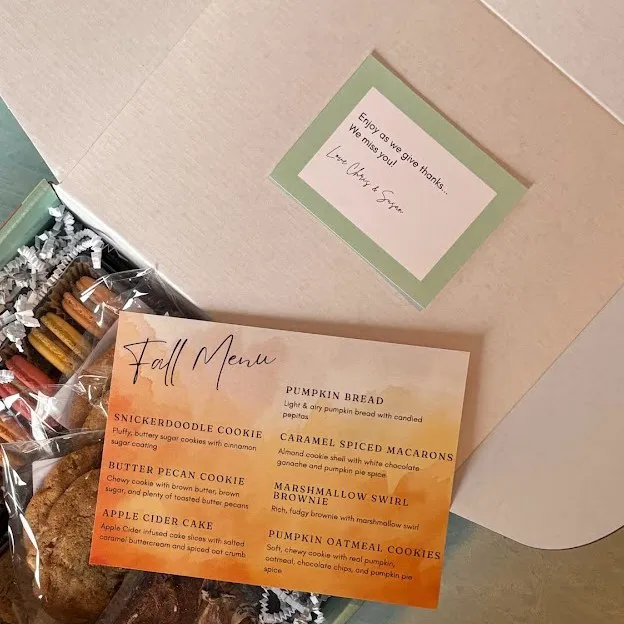 Enjoy as we give thanks...
We miss you!
Love Chris & Susan
Fall Menu
SNICKERDOODLE COOKIE
Fluffy, buttery sugar cookies with cinnamon
sugar coating
BUTTER PECAN COOKIE
Chewy cookie with brown butter, brown
sugar, and plenty of toasted butter pecans
APPLE CIDER CAKE
Apple Cider infused cake slices with salted
caramel buttercream and spiced oat crumb
PUMPKIN BREAD
Light & airy pumpkin bread with candied
pepitas
CARAMEL SPICED MACARONS
Almond cookie shell with white chocolate
ganache and pumpkin pie spice
MARSHMALLOW SWIRL
BROWNIE
Rich, fudgy brownie with marshmallow swirl
PUMPKIN OATMEAL COOKIES
Soft, chewy cookie with real pumpkin,
oatmeal, chocolate chips, and pumpkin pie
spice